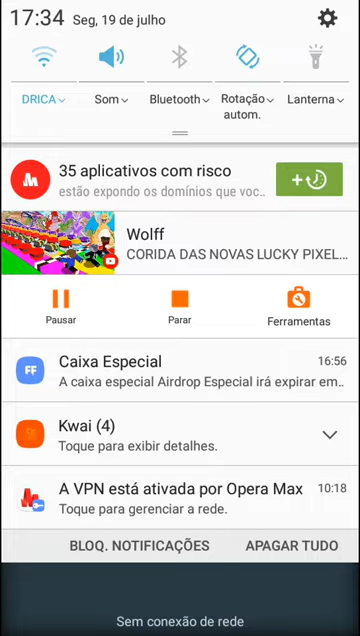 17:34 Seg, 19 de julho
DRICA Som Bluetooth Rotação autom. Lanterna
35 aplicativos com risco
estão expondo os domínios que voc...
Wolff
CORIDA DAS NOVAS LUCKY PIXEL...
Pausar Parar Ferramentas
FF Caixa Especial 16:56
A caixa especial Airdrop Especial irá expirar em...
Kwai (4)
Toque para exibir detalhes.
A VPN está ativada por Opera Max 10:18
Toque para gerenciar a rede.
BLOQ. NOTIFICAÇÕES APAGAR TUDO
Sem conexão de rede